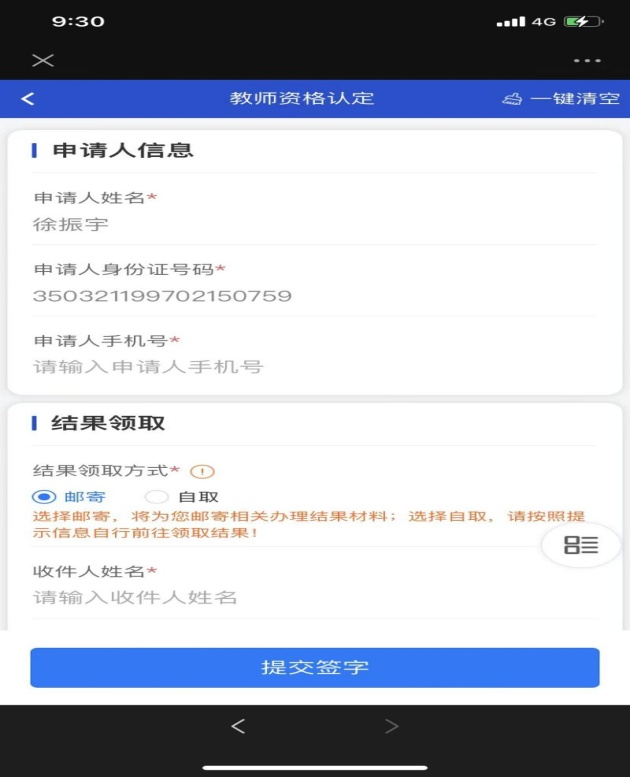 9:30
4G
教师资格认定
一键清空
申请人信息
申请人姓名*
徐振宇
申请人身份证号码*
350321199702150759
申请人手机号*
请输入申请人手机号
结果领取
结果领取方式*
邮寄 自取
选择邮寄，将为您邮寄相关办理结果材料；选择自取，请按照提
示信息自行前往领取结果！
收件人姓名*
请输入收件人姓名
提交签字